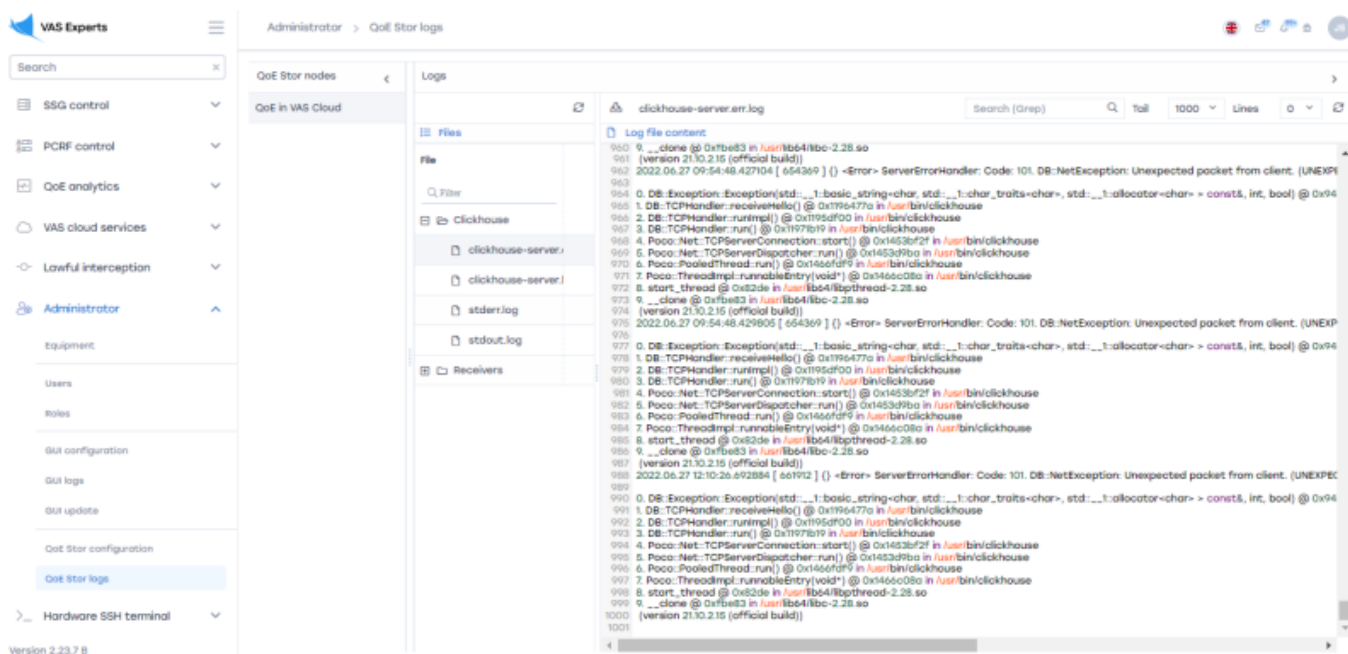 VAS Experts
Administrator > QoE Stor logs
Search
SSG control
PCRF control
QoE analytics
VAS cloud services
Lawful interception
Administrator
Equipment
Users
Roles
GUI configuration
GUI logs
GUI update
QoE Stor configuration
QoE Stor logs
Hardware SSH terminal
Version 2.23.7 B
QoE Stor nodes
QoE in VAS Cloud
Logs
Files
File
Filter
Clickhouse
clickhouse-server.
clickhouse-server.
stderr.log
stdout.log
Receivers
clickhouse-server.err.log
Search (Grep)
Tail
1000
Lines
0
Log file content
960 9. __clone @ 0xfbe83 in /usr/lib64/libc-2.28.so
961 (version 21.10.2.15 (official build))
962 2022.06.27 09:54:48.427104 [ 654369 ] {} <Error> ServerErrorHandler: Code: 101. DB::NetException: Unexpected packet from client. (UNEXP
963
964 0. DB::Exception::Exception(std::__1::basic_string<char, std::__1::char_traits<char>, std::__1::allocator<char> > const&, int, bool) @ 0x94
965 1. DB::TCPHandler::receiveHello() @ 0x1196477a in /usr/bin/clickhouse
966 2. DB::TCPHandler::runImpl() @ 0x1195df00 in /usr/bin/clickhouse
967 3. DB::TCPHandler::run() @ 0x11971b19 in /usr/bin/clickhouse
968 4. Poco::Net::TCPServerConnection::start() @ 0x1453bf2f in /usr/bin/clickhouse
969 5. Poco::Net::TCPServerDispatcher::run() @ 0x1453d9ba in /usr/bin/clickhouse
970 6. Poco::PooledThread::run() @ 0x1466fdf9 in /usr/bin/clickhouse
971 7. Poco::ThreadImpl::runnableEntry(void*) @ 0x1466c08a in /usr/bin/clickhouse
972 8. start_thread @ 0x82de in /usr/lib64/libpthread-2.28.so
973 9. __clone @ 0xfbe83 in /usr/lib64/libc-2.28.so
974 (version 21.10.2.15 (official build))
975 2022.06.27 09:54:48.429805 [ 654369 ] {} <Error> ServerErrorHandler: Code: 101. DB::NetException: Unexpected packet from client. (UNEXP
976
977 0. DB::Exception::Exception(std::__1::basic_string<char, std::__1::char_traits<char>, std::__1::allocator<char> > const&, int, bool) @ 0x94
978 1. DB::TCPHandler::receiveHello() @ 0x1196477a in /usr/bin/clickhouse
979 2. DB::TCPHandler::runImpl() @ 0x1195df00 in /usr/bin/clickhouse
980 3. DB::TCPHandler::run() @ 0x11971b19 in /usr/bin/clickhouse
981 4. Poco::Net::TCPServerConnection::start() @ 0x1453bf2f in /usr/bin/clickhouse
982 5. Poco::Net::TCPServerDispatcher::run() @ 0x1453d9ba in /usr/bin/clickhouse
983 6. Poco::PooledThread::run() @ 0x1466fdf9 in /usr/bin/clickhouse
984 7. Poco::ThreadImpl::runnableEntry(void*) @ 0x1466c08a in /usr/bin/clickhouse
985 8. start_thread @ 0x82de in /usr/lib64/libpthread-2.28.so
986 9. __clone @ 0xfbe83 in /usr/lib64/libc-2.28.so
987 (version 21.10.2.15 (official build))
988 2022.06.27 12:10:26.692884 [ 661912 ] {} <Error> ServerErrorHandler: Code: 101. DB::NetException: Unexpected packet from client. (UNEXPEC
989
990 0. DB::Exception::Exception(std::__1::basic_string<char, std::__1::char_traits<char>, std::__1::allocator<char> > const&, int, bool) @ 0x94
991 1. DB::TCPHandler::receiveHello() @ 0x1196477a in /usr/bin/clickhouse
992 2. DB::TCPHandler::runImpl() @ 0x1195df00 in /usr/bin/clickhouse
993 3. DB::TCPHandler::run() @ 0x11971b19 in /usr/bin/clickhouse
994 4. Poco::Net::TCPServerConnection::start() @ 0x1453bf2f in /usr/bin/clickhouse
995 5. Poco::Net::TCPServerDispatcher::run() @ 0x1453d9ba in /usr/bin/clickhouse
996 6. Poco::PooledThread::run() @ 0x1466fdf9 in /usr/bin/clickhouse
997 7. Poco::ThreadImpl::runnableEntry(void*) @ 0x1466c08a in /usr/bin/clickhouse
998 8. start_thread @ 0x82de in /usr/lib64/libpthread-2.28.so
999 9. __clone @ 0xfbe83 in /usr/lib64/libc-2.28.so
1000 (version 21.10.2.15 (official build))
1001